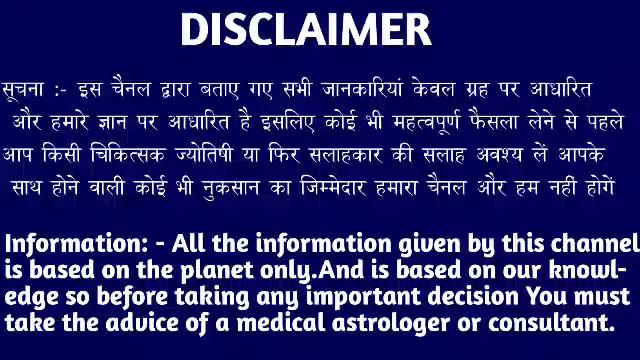 DISCLAIMER
सूचना :- इस चैनल द्वारा बताए गए सभी जानकारियां केवल ग्रह पर आधारित
और हमारे ज्ञान पर आधारित है इसलिए कोई भी महत्वपूर्ण फैसला लेने से पहले
आप किसी चिकित्सक ज्योतिषी या फिर सलाहकार की सलाह अवश्य लें आपके
साथ होने वाली कोई भी नुकसान का जिम्मेदार हमारा चैनल और हम नहीं होगें
Information: - All the information given by this channel
is based on the planet only.And is based on our knowl-
edge so before taking any important decision You must
take the advice of a medical astrologer or consultant.